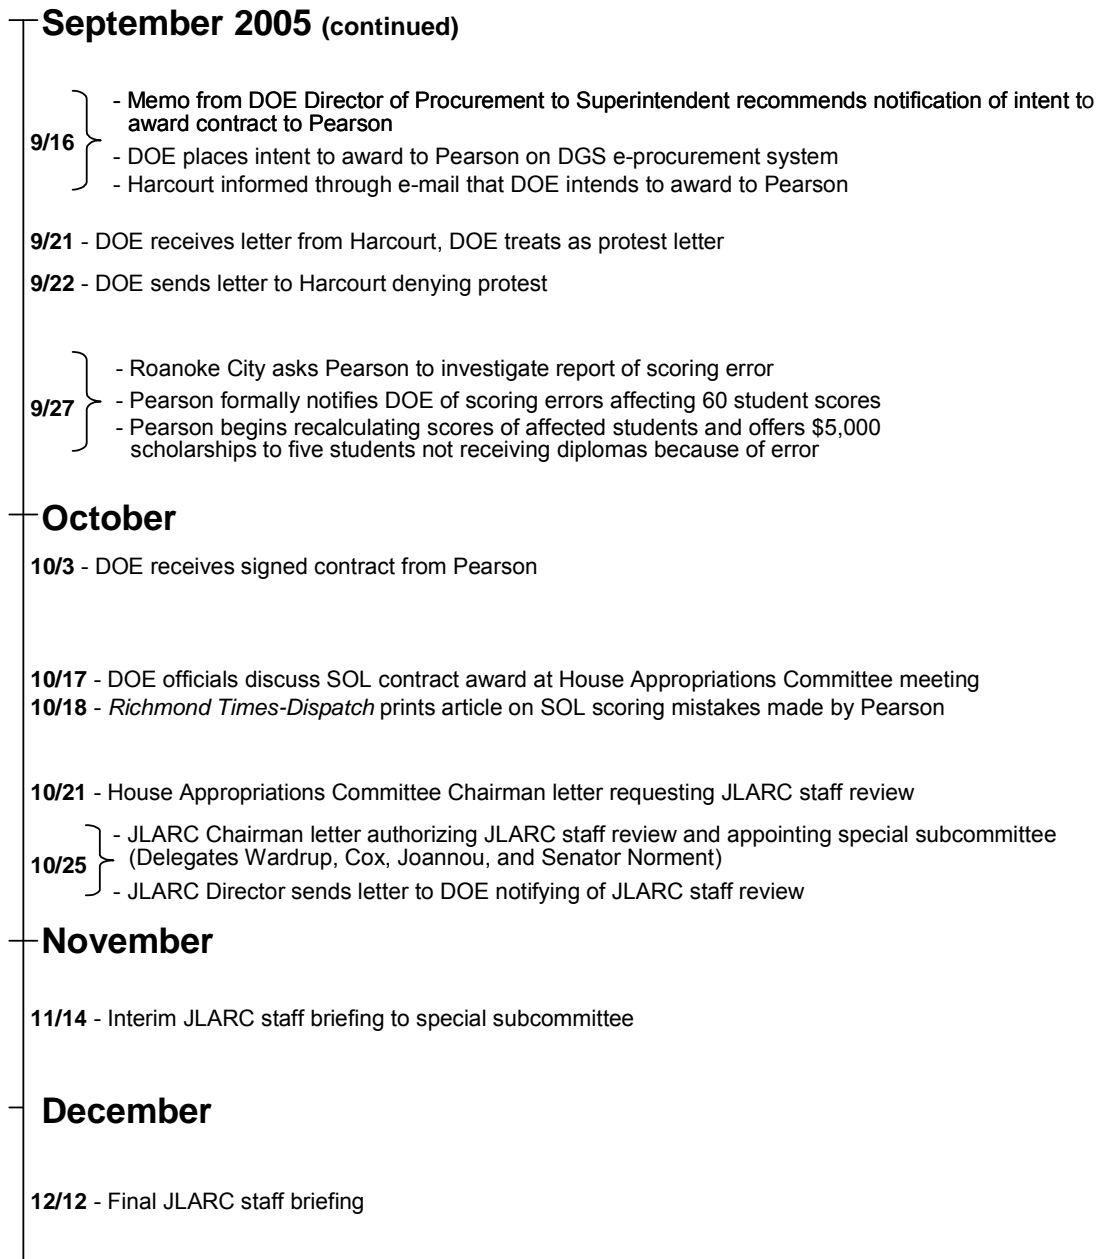 September 2005 (continued)
- Memo from DOE Director of Procurement to Superintendent recommends notification of intent to
award contract to Pearson
9/16
- DOE places intent to award to Pearson on DGS e-procurement system
- Harcourt informed through e-mail that DOE intends to award to Pearson
9/21 - DOE receives letter from Harcourt, DOE treats as protest letter
9/22 - DOE sends letter to Harcourt denying protest
- Roanoke City asks Pearson to investigate report of scoring error
9/27
- Pearson formally notifies DOE of scoring errors affecting 60 student scores
- Pearson begins recalculating scores of affected students and offers $5,000
scholarships to five students not receiving diplomas because of error
October
10/3 - DOE receives signed contract from Pearson
10/17 - DOE officials discuss SOL contract award at House Appropriations Committee meeting
10/18 - Richmond Times-Dispatch prints article on SOL scoring mistakes made by Pearson
10/21 - House Appropriations Committee Chairman letter requesting JLARC staff review
- JLARC Chairman letter authorizing JLARC staff review and appointing special subcommittee
(Delegates Wardrup, Cox, Joannou, and Senator Norment)
10/25
- JLARC Director sends letter to DOE notifying of JLARC staff review
November
11/14 - Interim JLARC staff briefing to special subcommittee
December
12/12 - Final JLARC staff briefing